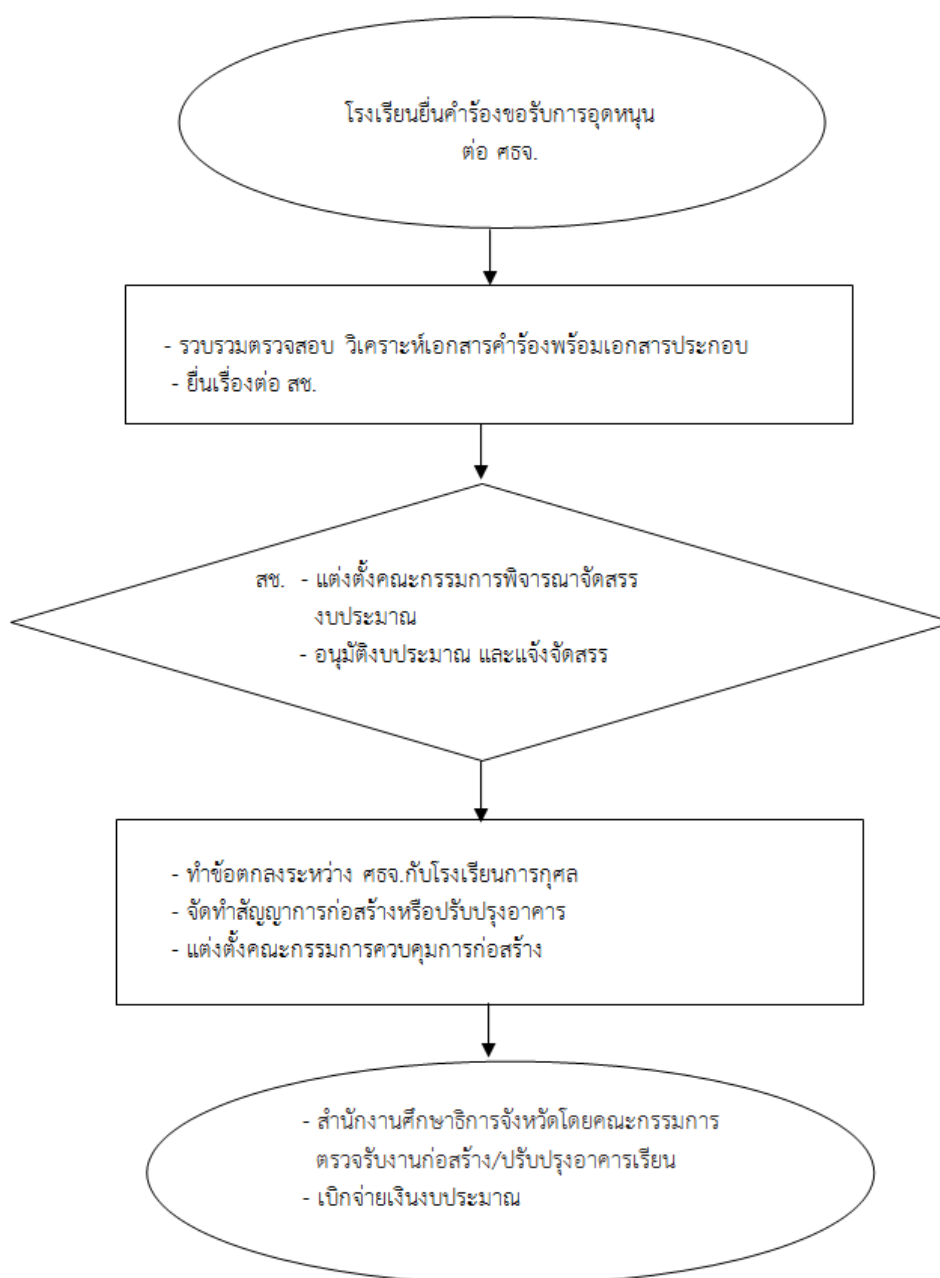 โรงเรียนยื่นคำร้องขอรับการอุดหนุน
ต่อ ศธจ.
- รวบรวมตรวจสอบ วิเคราะห์เอกสารคำร้องพร้อมเอกสารประกอบ
- ยื่นเรื่องต่อ สช.
สช. - แต่งตั้งคณะกรรมการพิจารณาจัดสรร
งบประมาณ
- อนุมัติงบประมาณ และแจ้งจัดสรร
- ทำข้อตกลงระหว่าง ศธจ.กับโรงเรียนการกุศล
- จัดทำสัญญาการก่อสร้างหรือปรับปรุงอาคาร
- แต่งตั้งคณะกรรมการควบคุมการก่อสร้าง
- สำนักงานศึกษาธิการจังหวัดโดยคณะกรรมการ
ตรวจรับงานก่อสร้าง/ปรับปรุงอาคารเรียน
- เบิกจ่ายเงินงบประมาณ